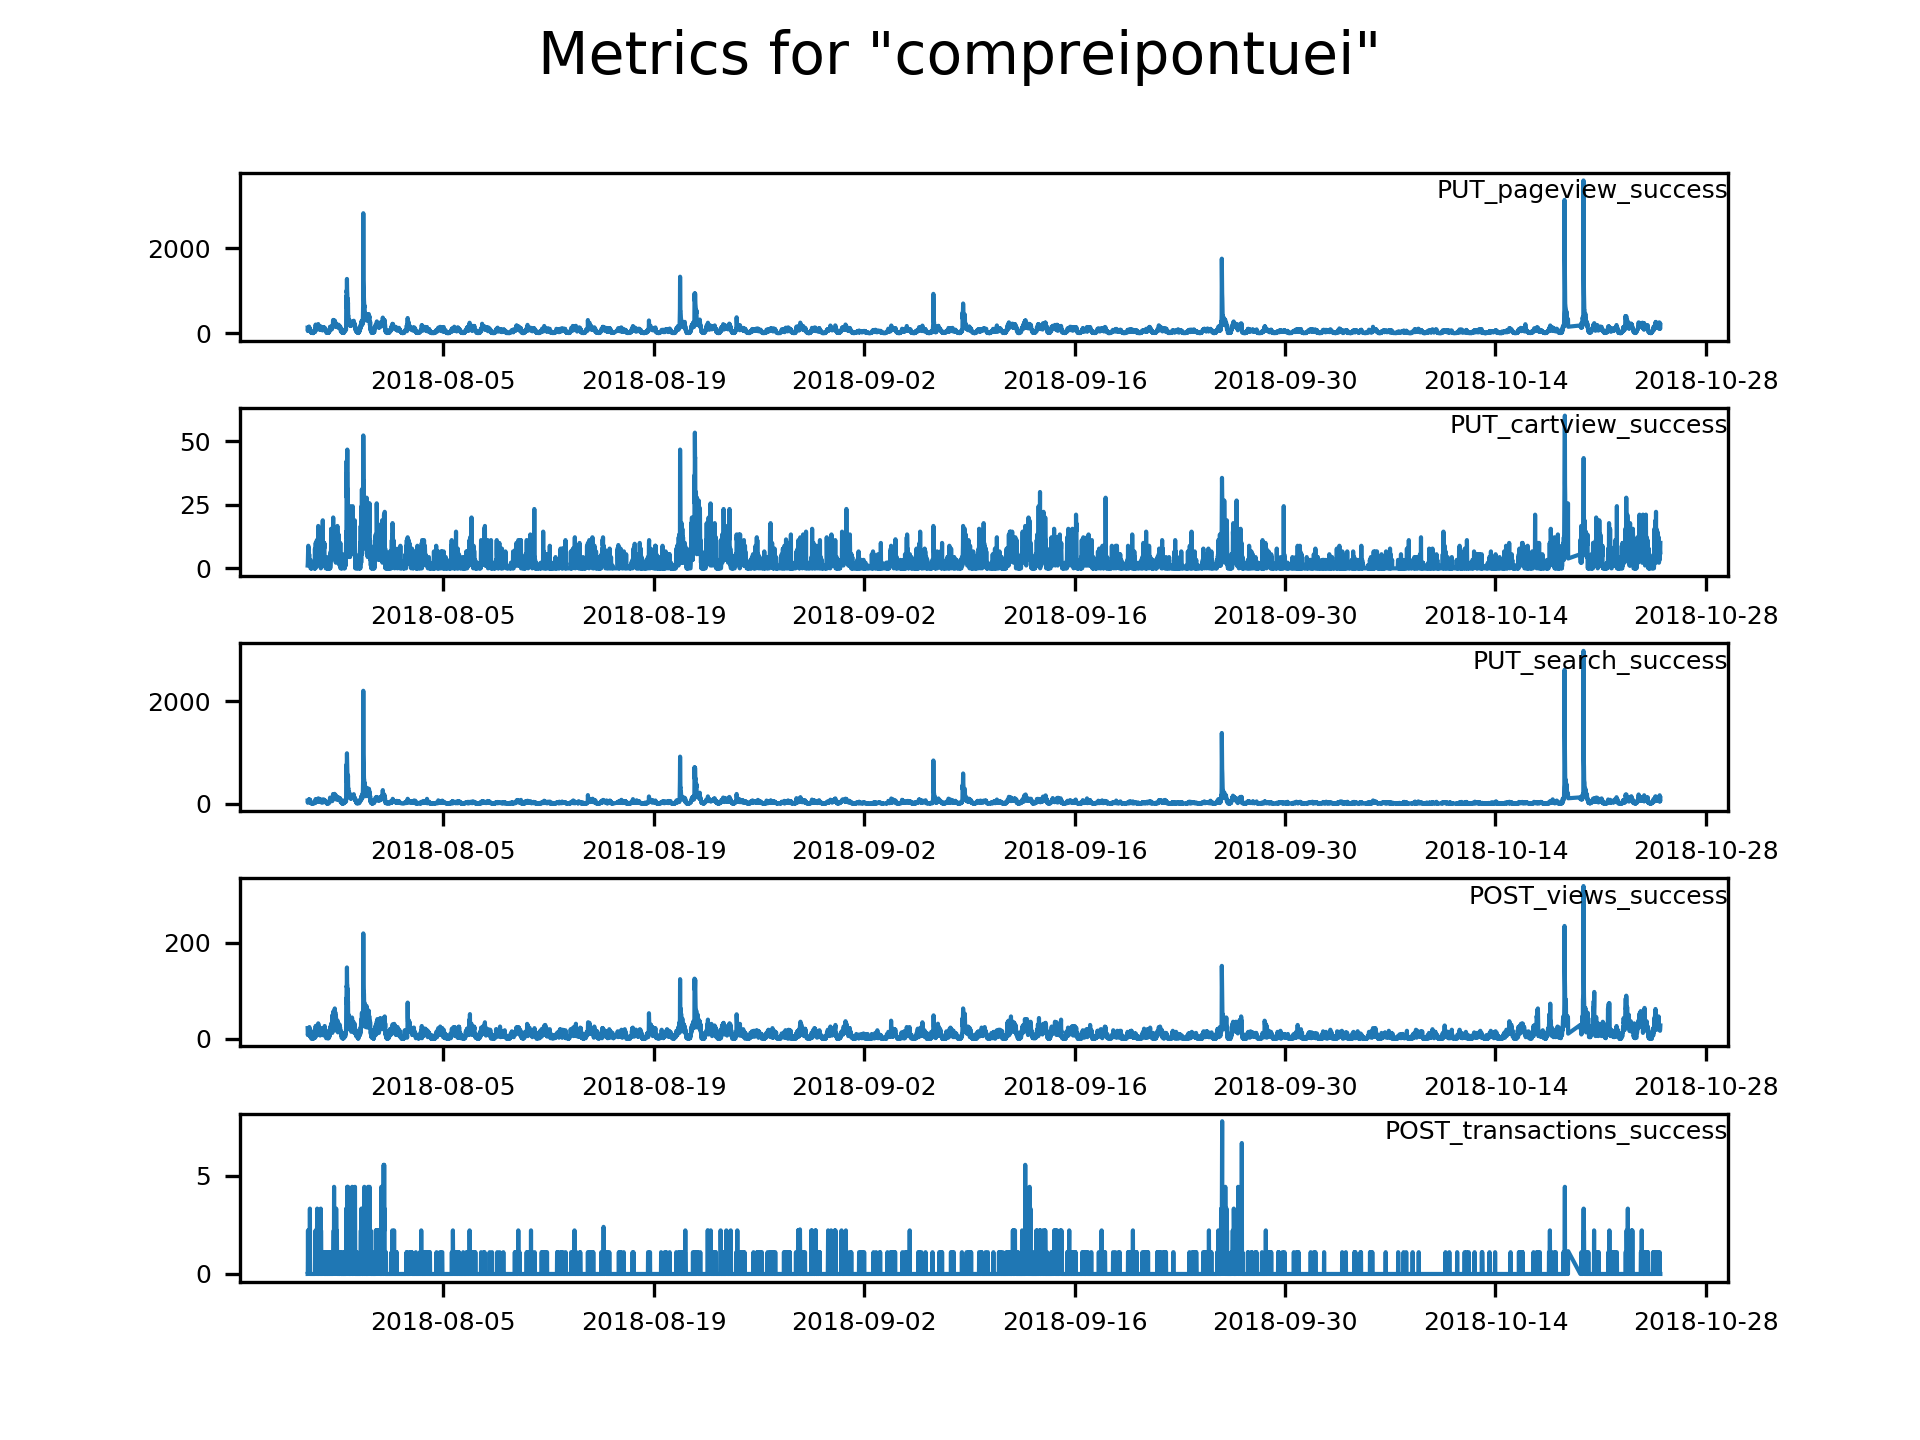 Metrics for "compreipontuei"
PUT_pageview_success
2000
0
2018-08-05 2018-08-19 2018-09-02 2018-09-16 2018-09-30 2018-10-14 2018-10-28
PUT_cartview_success
50
25
0
2018-08-05 2018-08-19 2018-09-02 2018-09-16 2018-09-30 2018-10-14 2018-10-28
PUT_search_success
2000
0
2018-08-05 2018-08-19 2018-09-02 2018-09-16 2018-09-30 2018-10-14 2018-10-28
POST_views_success
200
0
2018-08-05 2018-08-19 2018-09-02 2018-09-16 2018-09-30 2018-10-14 2018-10-28
POST_transactions_success
5
0
2018-08-05 2018-08-19 2018-09-02 2018-09-16 2018-09-30 2018-10-14 2018-10-28